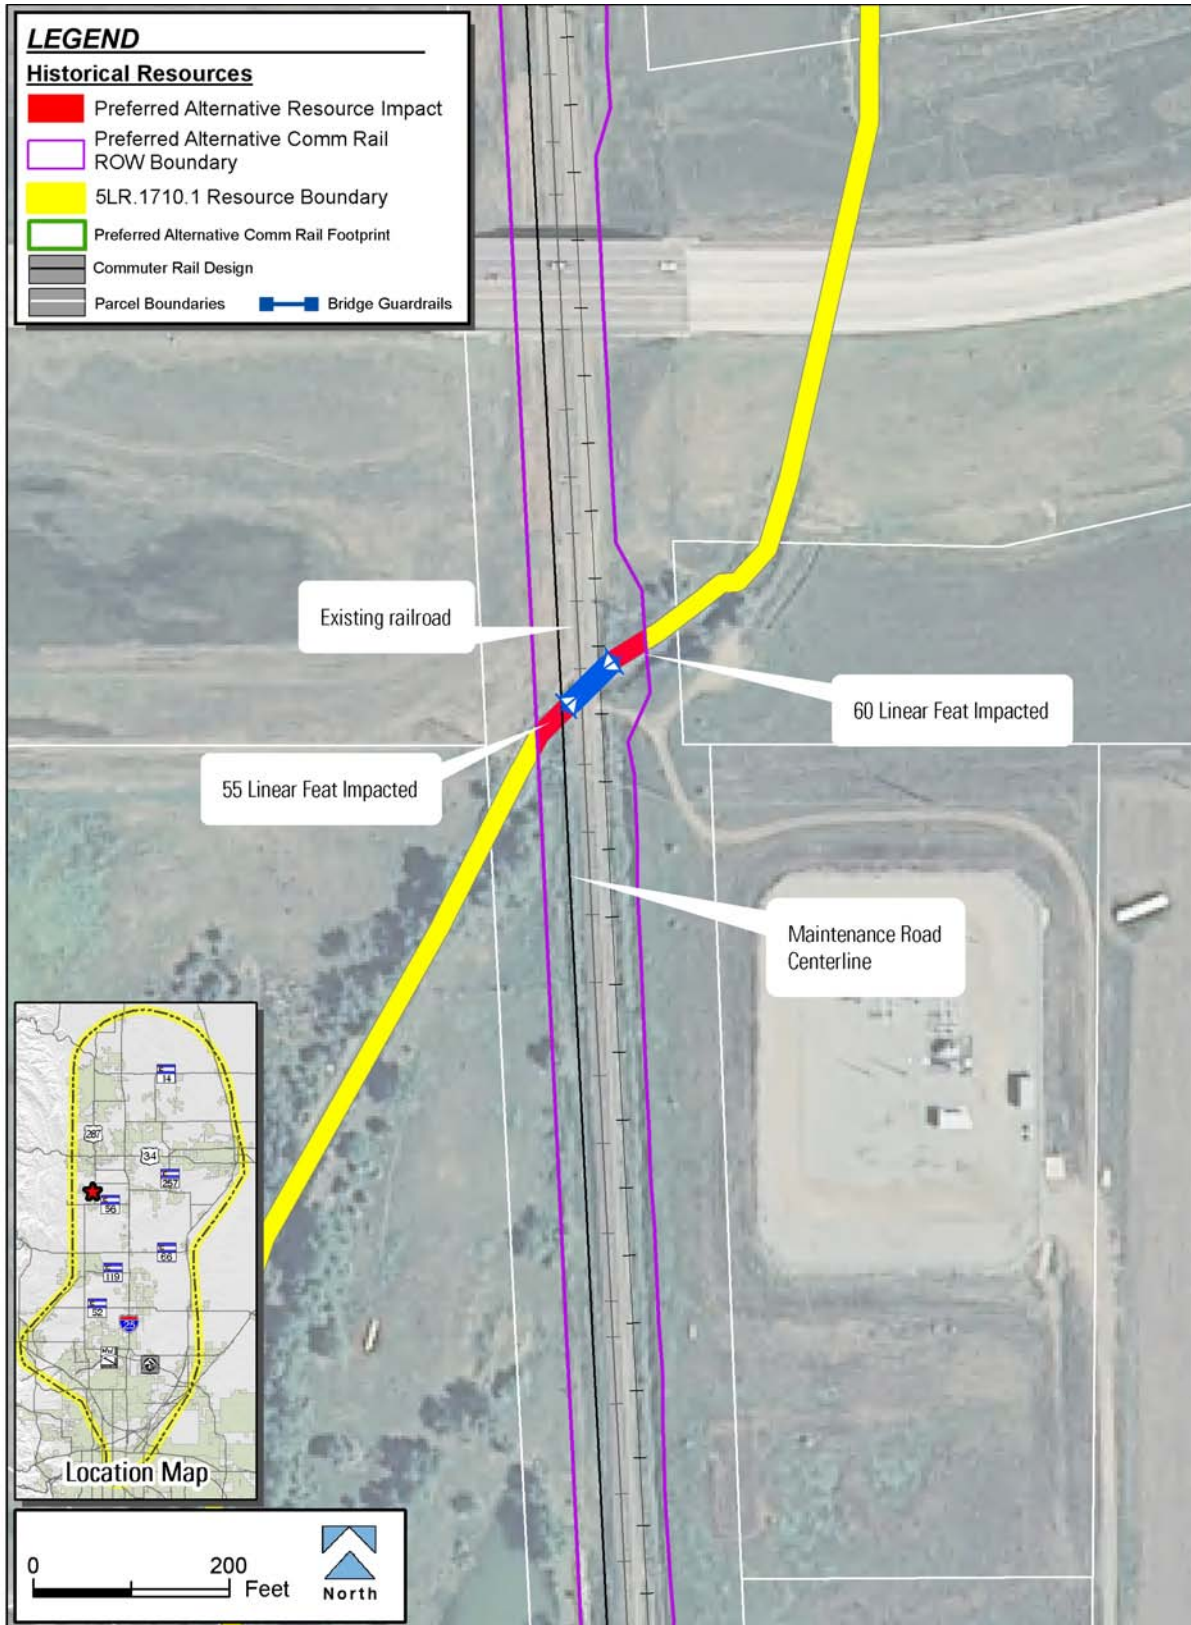 LEGEND
Historical Resources
Preferred Alternative Resource Impact
Preferred Alternative Comm Rail
ROW Boundary
5LR.1710.1 Resource Boundary
Preferred Alternative Comm Rail Footprint
Commuter Rail Design
Parcel Boundaries
Bridge Guardrails
Existing railroad
60 Linear Feat Impacted
55 Linear Feat Impacted
Maintenance Road
Centerline
14
287
34
257
56
66
119
52
25
Location Map
0
200
Feet
North